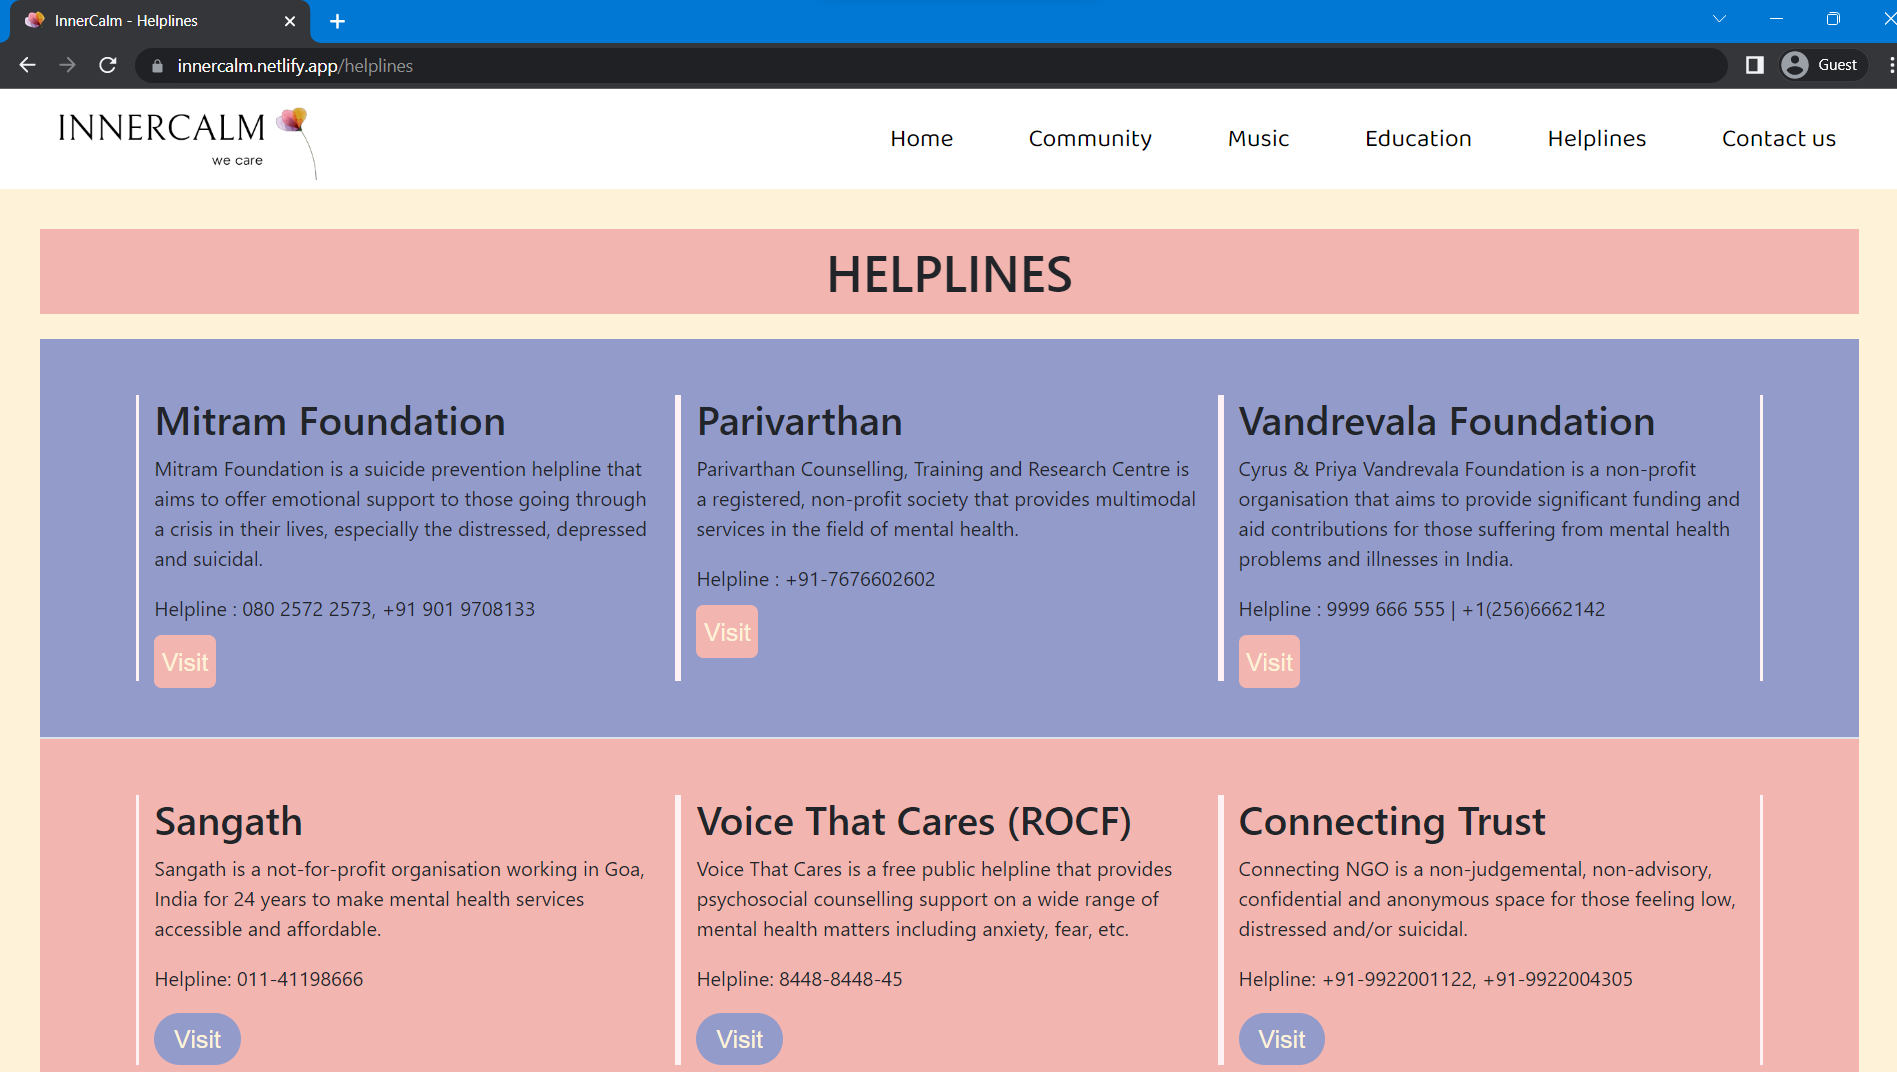 InnerCalm - Helplines
innercalm.netlify.app/helplines
Guest
INNERCALM
we care
Home
Community
Music
Education
Helplines
Contact us
HELPLINES
Mitram Foundation
Mitram Foundation is a suicide prevention helpline that
aims to offer emotional support to those going through
a crisis in their lives, especially the distressed, depressed
and suicidal.
Helpline : 080 2572 2573, +91 901 9708133
Visit
Parivarthan
Parivarthan Counselling, Training and Research Centre is
a registered, non-profit society that provides multimodal
services in the field of mental health.
Helpline : +91-7676602602
Visit
Vandrevala Foundation
Cyrus & Priya Vandrevala Foundation is a non-profit
organisation that aims to provide significant funding and
aid contributions for those suffering from mental health
problems and illnesses in India.
Helpline : 9999 666 555 | +1(256)6662142
Visit
Sangath
Sangath is a not-for-profit organisation working in Goa,
India for 24 years to make mental health services
accessible and affordable.
Helpline: 011-41198666
Visit
Voice That Cares (ROCF)
Voice That Cares is a free public helpline that provides
psychosocial counselling support on a wide range of
mental health matters including anxiety, fear, etc.
Helpline: 8448-8448-45
Visit
Connecting Trust
Connecting NGO is a non-judgemental, non-advisory,
confidential and anonymous space for those feeling low,
distressed and/or suicidal.
Helpline: +91-9922001122, +91-9922004305
Visit